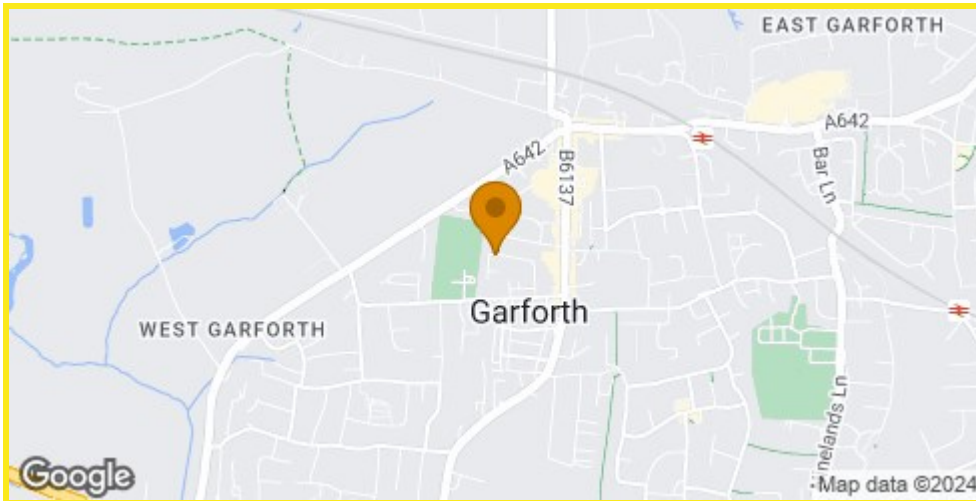 EAST GARFORTH
A642
A642
B6137
Bar Ln
Garforth
WEST GARFORTH
nelands Ln
Google
Map data ©2024